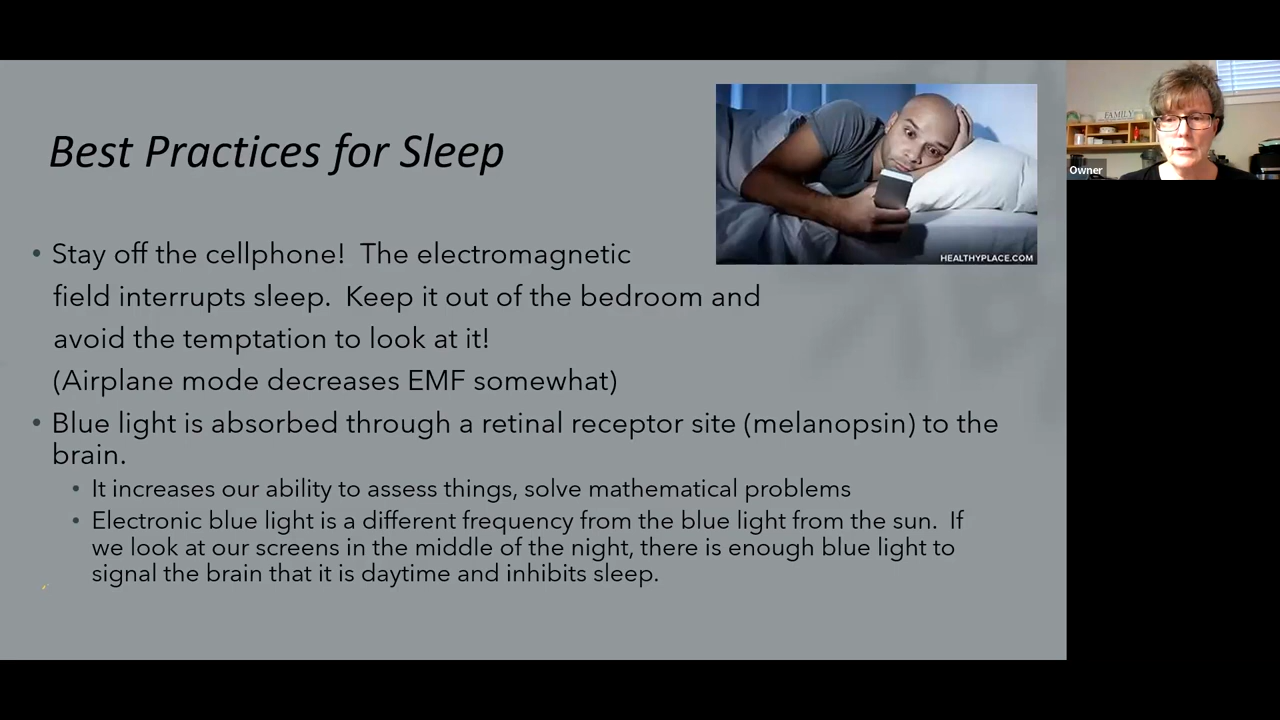 Best Practices for Sleep
HEALTHYPLACE.COM
FAMILY
Owner
• Stay off the cellphone!  The electromagnetic
field interrupts sleep.  Keep it out of the bedroom and
avoid the temptation to look at it!
(Airplane mode decreases EMF somewhat)
• Blue light is absorbed through a retinal receptor site (melanopsin) to the
brain.
• It increases our ability to assess things, solve mathematical problems
• Electronic blue light is a different frequency from the blue light from the sun.  If
we look at our screens in the middle of the night, there is enough blue light to
signal the brain that it is daytime and inhibits sleep.